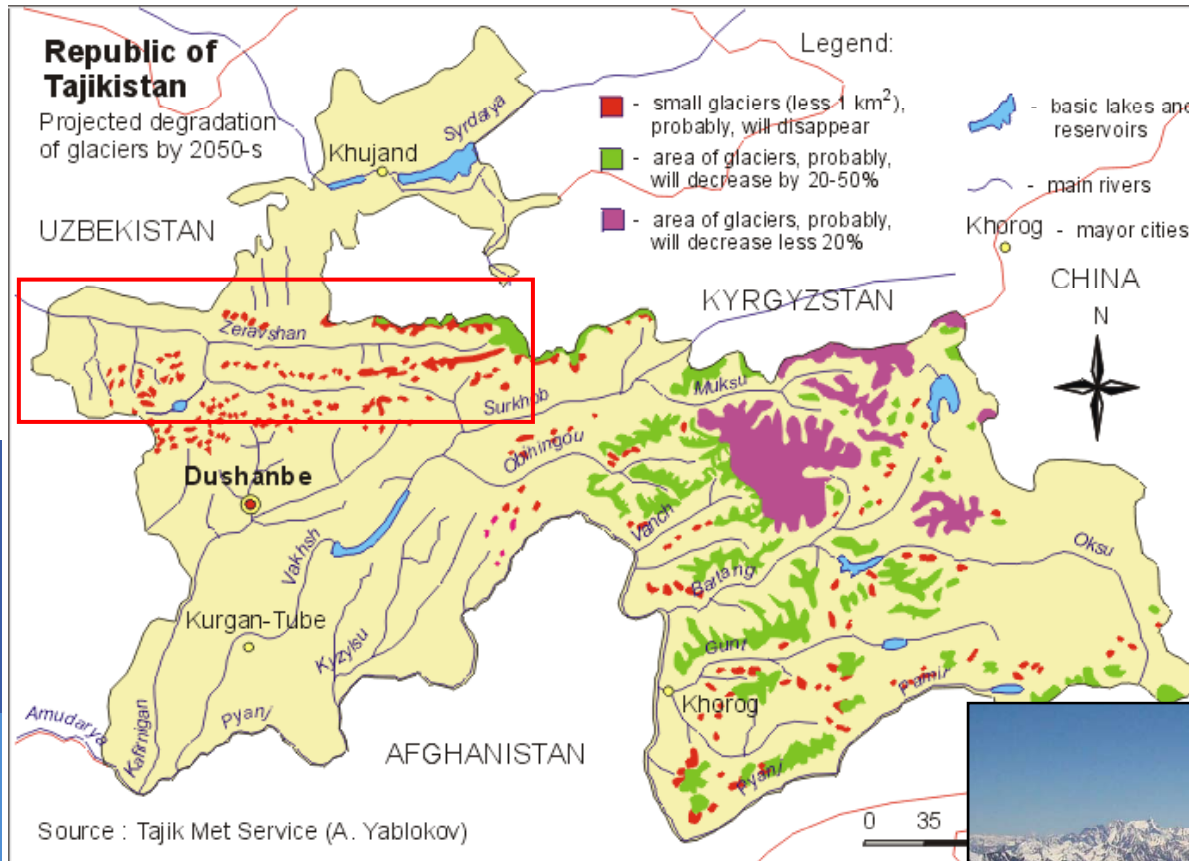 Republic of
Tajikistan
Projected degradation
of glaciers by 2050-s
Legend:
- small glaciers (less 1 km²),
probably, will disappear
- area of glaciers, probably,
will decrease by 20-50%
- area of glaciers, probably,
will decrease less 20%
- basic lakes and
reservoirs
- main rivers
Khorog - mayor cities
Syrdarya
Khujand
UZBEKISTAN
KYRGYZSTAN
CHINA
N
Zeravshan
Surkhob
Muksu
Obihingou
Dushanbe
Vanch
Vakhsh
Bartang
Oksu
Kurgan-Tube
Kyzylsu
Gunt
Pamir
Khorog
Amudarya
Kafirnigan
Pyanj
AFGHANISTAN
Pyanj
Source : Tajik Met Service (A. Yablokov)
0 35